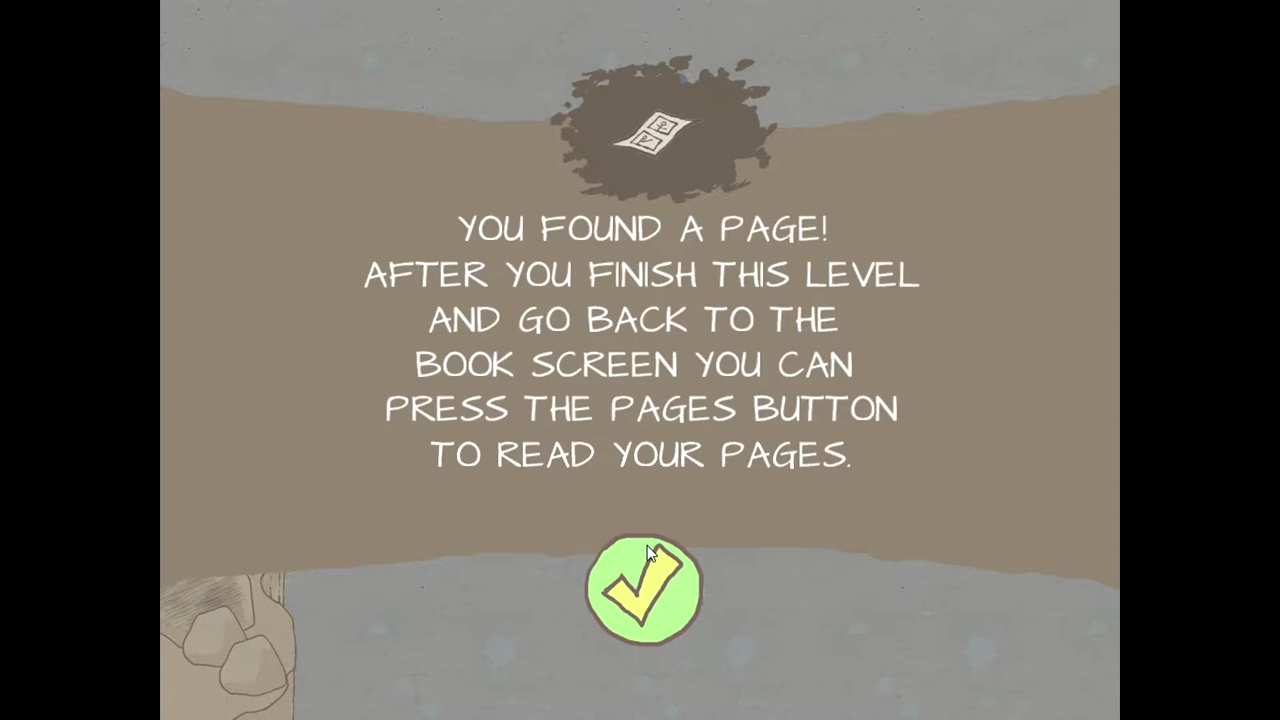 YOU FOUND A PAGE!
AFTER YOU FINISH THIS LEVEL
AND GO BACK TO THE
BOOK SCREEN YOU CAN
PRESS THE PAGES BUTTON
TO READ YOUR PAGES.